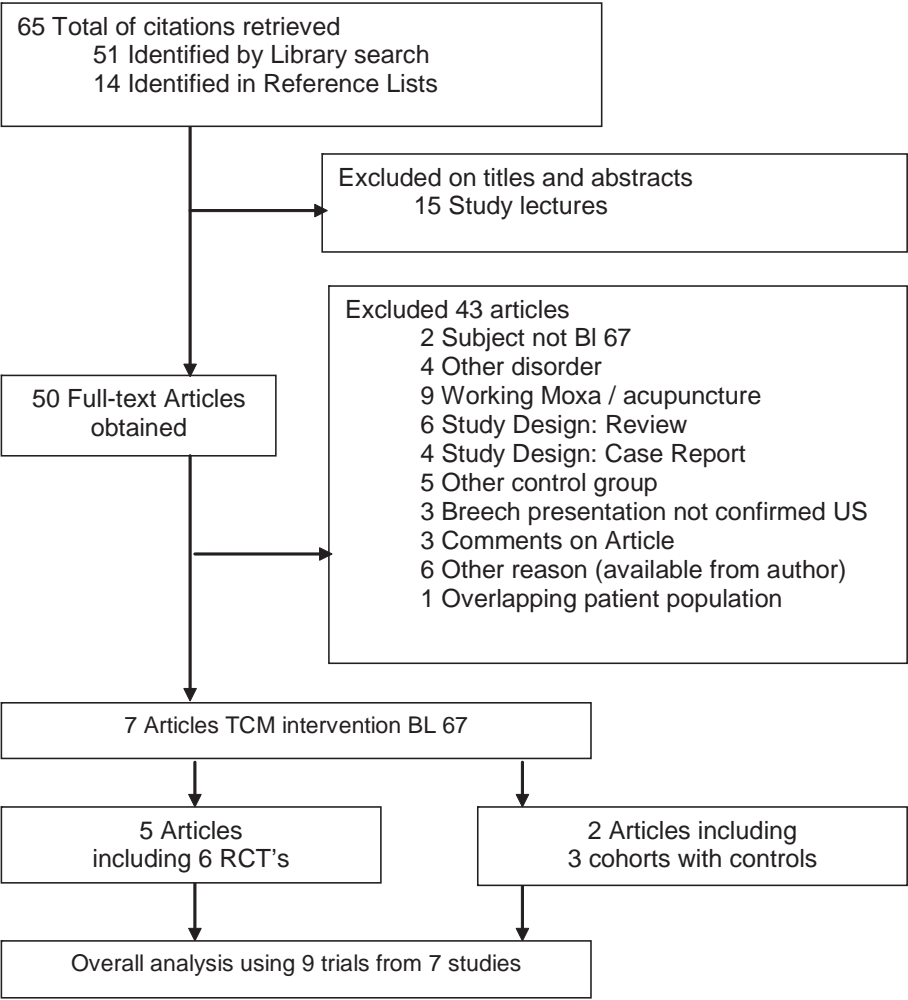 65 Total of citations retrieved
51 Identified by Library search
14 Identified in Reference Lists
Excluded on titles and abstracts
15 Study lectures
Excluded 43 articles
2 Subject not Bl 67
4 Other disorder
9 Working Moxa / acupuncture
6 Study Design: Review
4 Study Design: Case Report
5 Other control group
3 Breech presentation not confirmed US
3 Comments on Article
6 Other reason (available from author)
1 Overlapping patient population
50 Full-text Articles
obtained
7 Articles TCM intervention BL 67
5 Articles
including 6 RCT's
2 Articles including
3 cohorts with controls
Overall analysis using 9 trials from 7 studies